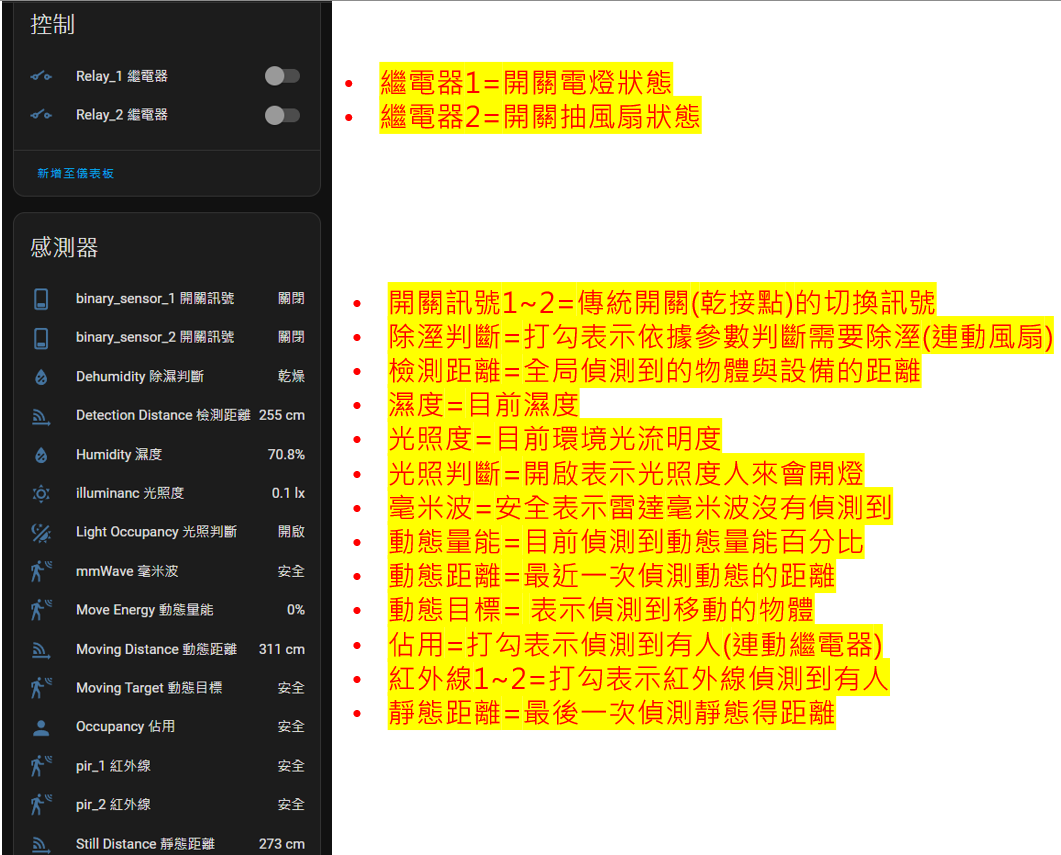 控制
Relay_1 繼電器
Relay_2 繼電器
新增至儀表板
感測器
binary_sensor_1 開關訊號 關閉
binary_sensor_2 開關訊號 關閉
Dehumidity 除濕判斷 乾燥
Detection Distance 檢測距離 255 cm
Humidity 濕度 70.8%
illuminanc 光照度 0.1 lx
Light Occupancy 光照判斷 開啟
mmWave 毫米波 安全
Move Energy 動態量能 0%
Moving Distance 動態距離 311 cm
Moving Target 動態目標 安全
Occupancy 佔用 安全
pir_1 紅外線 安全
pir_2 紅外線 安全
Still Distance 靜態距離 273 cm
• 繼電器1=開關電燈狀態
• 繼電器2=開關抽風扇狀態
• 開關訊號1~2=傳統開關(乾接點)的切換訊號
• 除溼判斷=打勾表示依據參數判斷需要除溼(連動風扇)
• 檢測距離=全局偵測到的物體與設備的距離
• 濕度=目前濕度
• 光照度=目前環境光流明度
• 光照判斷=開啟表示光照度人來會開燈
• 毫米波=安全表示雷達毫米波沒有偵測到
• 動態量能=目前偵測到動態量能百分比
• 動態距離=最近一次偵測動態的距離
• 動態目標= 表示偵測到移動的物體
• 佔用=打勾表示偵測到有人(連動繼電器)
• 紅外線1~2=打勾表示紅外線偵測到有人
• 靜態距離=最後一次偵測靜態得距離